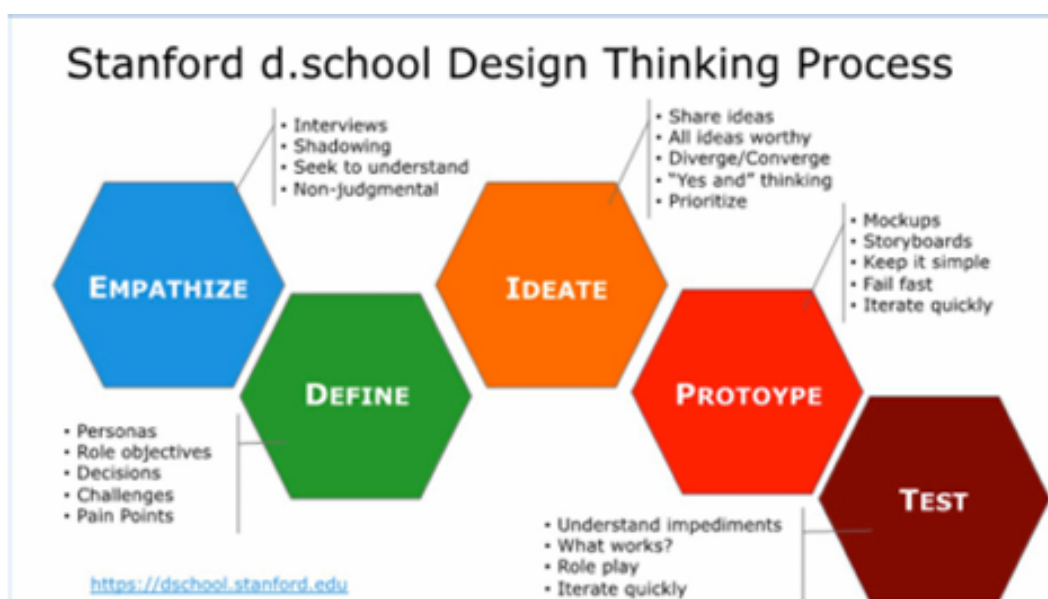 Stanford d.school Design Thinking Process
• Interviews
• Shadowing
• Seek to understand
• Non-judgmental
EMPATHIZE
• Personas
• Role objectives
• Decisions
• Challenges
• Pain Points
DEFINE
• Share ideas
• All ideas worthy
• Diverge/Converge
• “Yes and” thinking
• Prioritize
IDEATE
• Mockups
• Storyboards
• Keep it simple
• Fail fast
• Iterate quickly
PROTOYPE
• Understand impediments
• What works?
• Role play
• Iterate quickly
TEST
https://dschool.stanford.edu